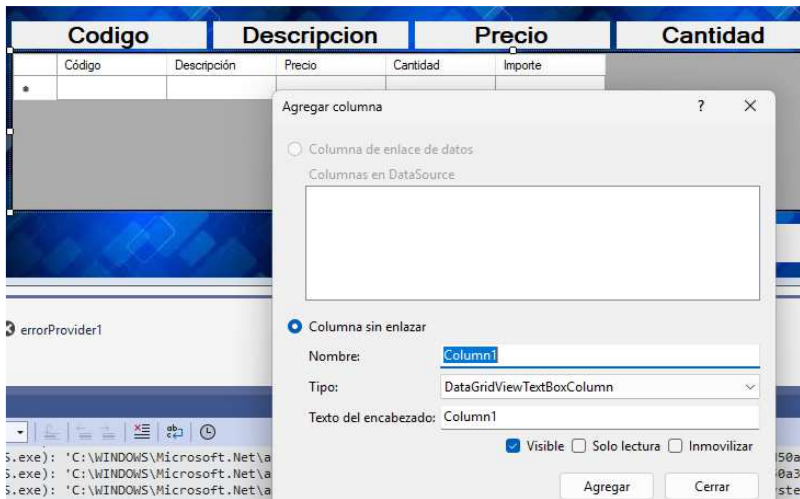 Codigo Descripcion Precio Cantidad
Código Descripción Precio Cantidad Importe
Agregar columna ? X
Columna de enlace de datos
Columnas en DataSource
Columna sin enlazar
errorProvider1
Nombre: Column1
Tipo: DataGridViewTextBoxColumn
Texto del encabezado: Column1
Visible Solo lectura Inmovilizar
Agregar Cerrar
S.exe): 'C:\WINDOWS\Microsoft.Net\a
S.exe): 'C:\WINDOWS\Microsoft.Net\a
S.exe): 'C:\WINDOWS\Microsoft.Net\a